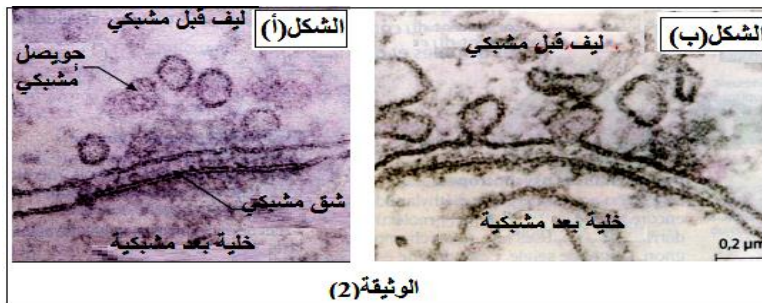 الشكل(أ)
ليف قبل مشبكي
حويصل
مشبكي
شق مشبكي
خلية بعد مشبكية
الشكل(ب)
ليف قبل مشبكي
خلية بعد مشبكية
0,2 µm
الوثيقة(2)